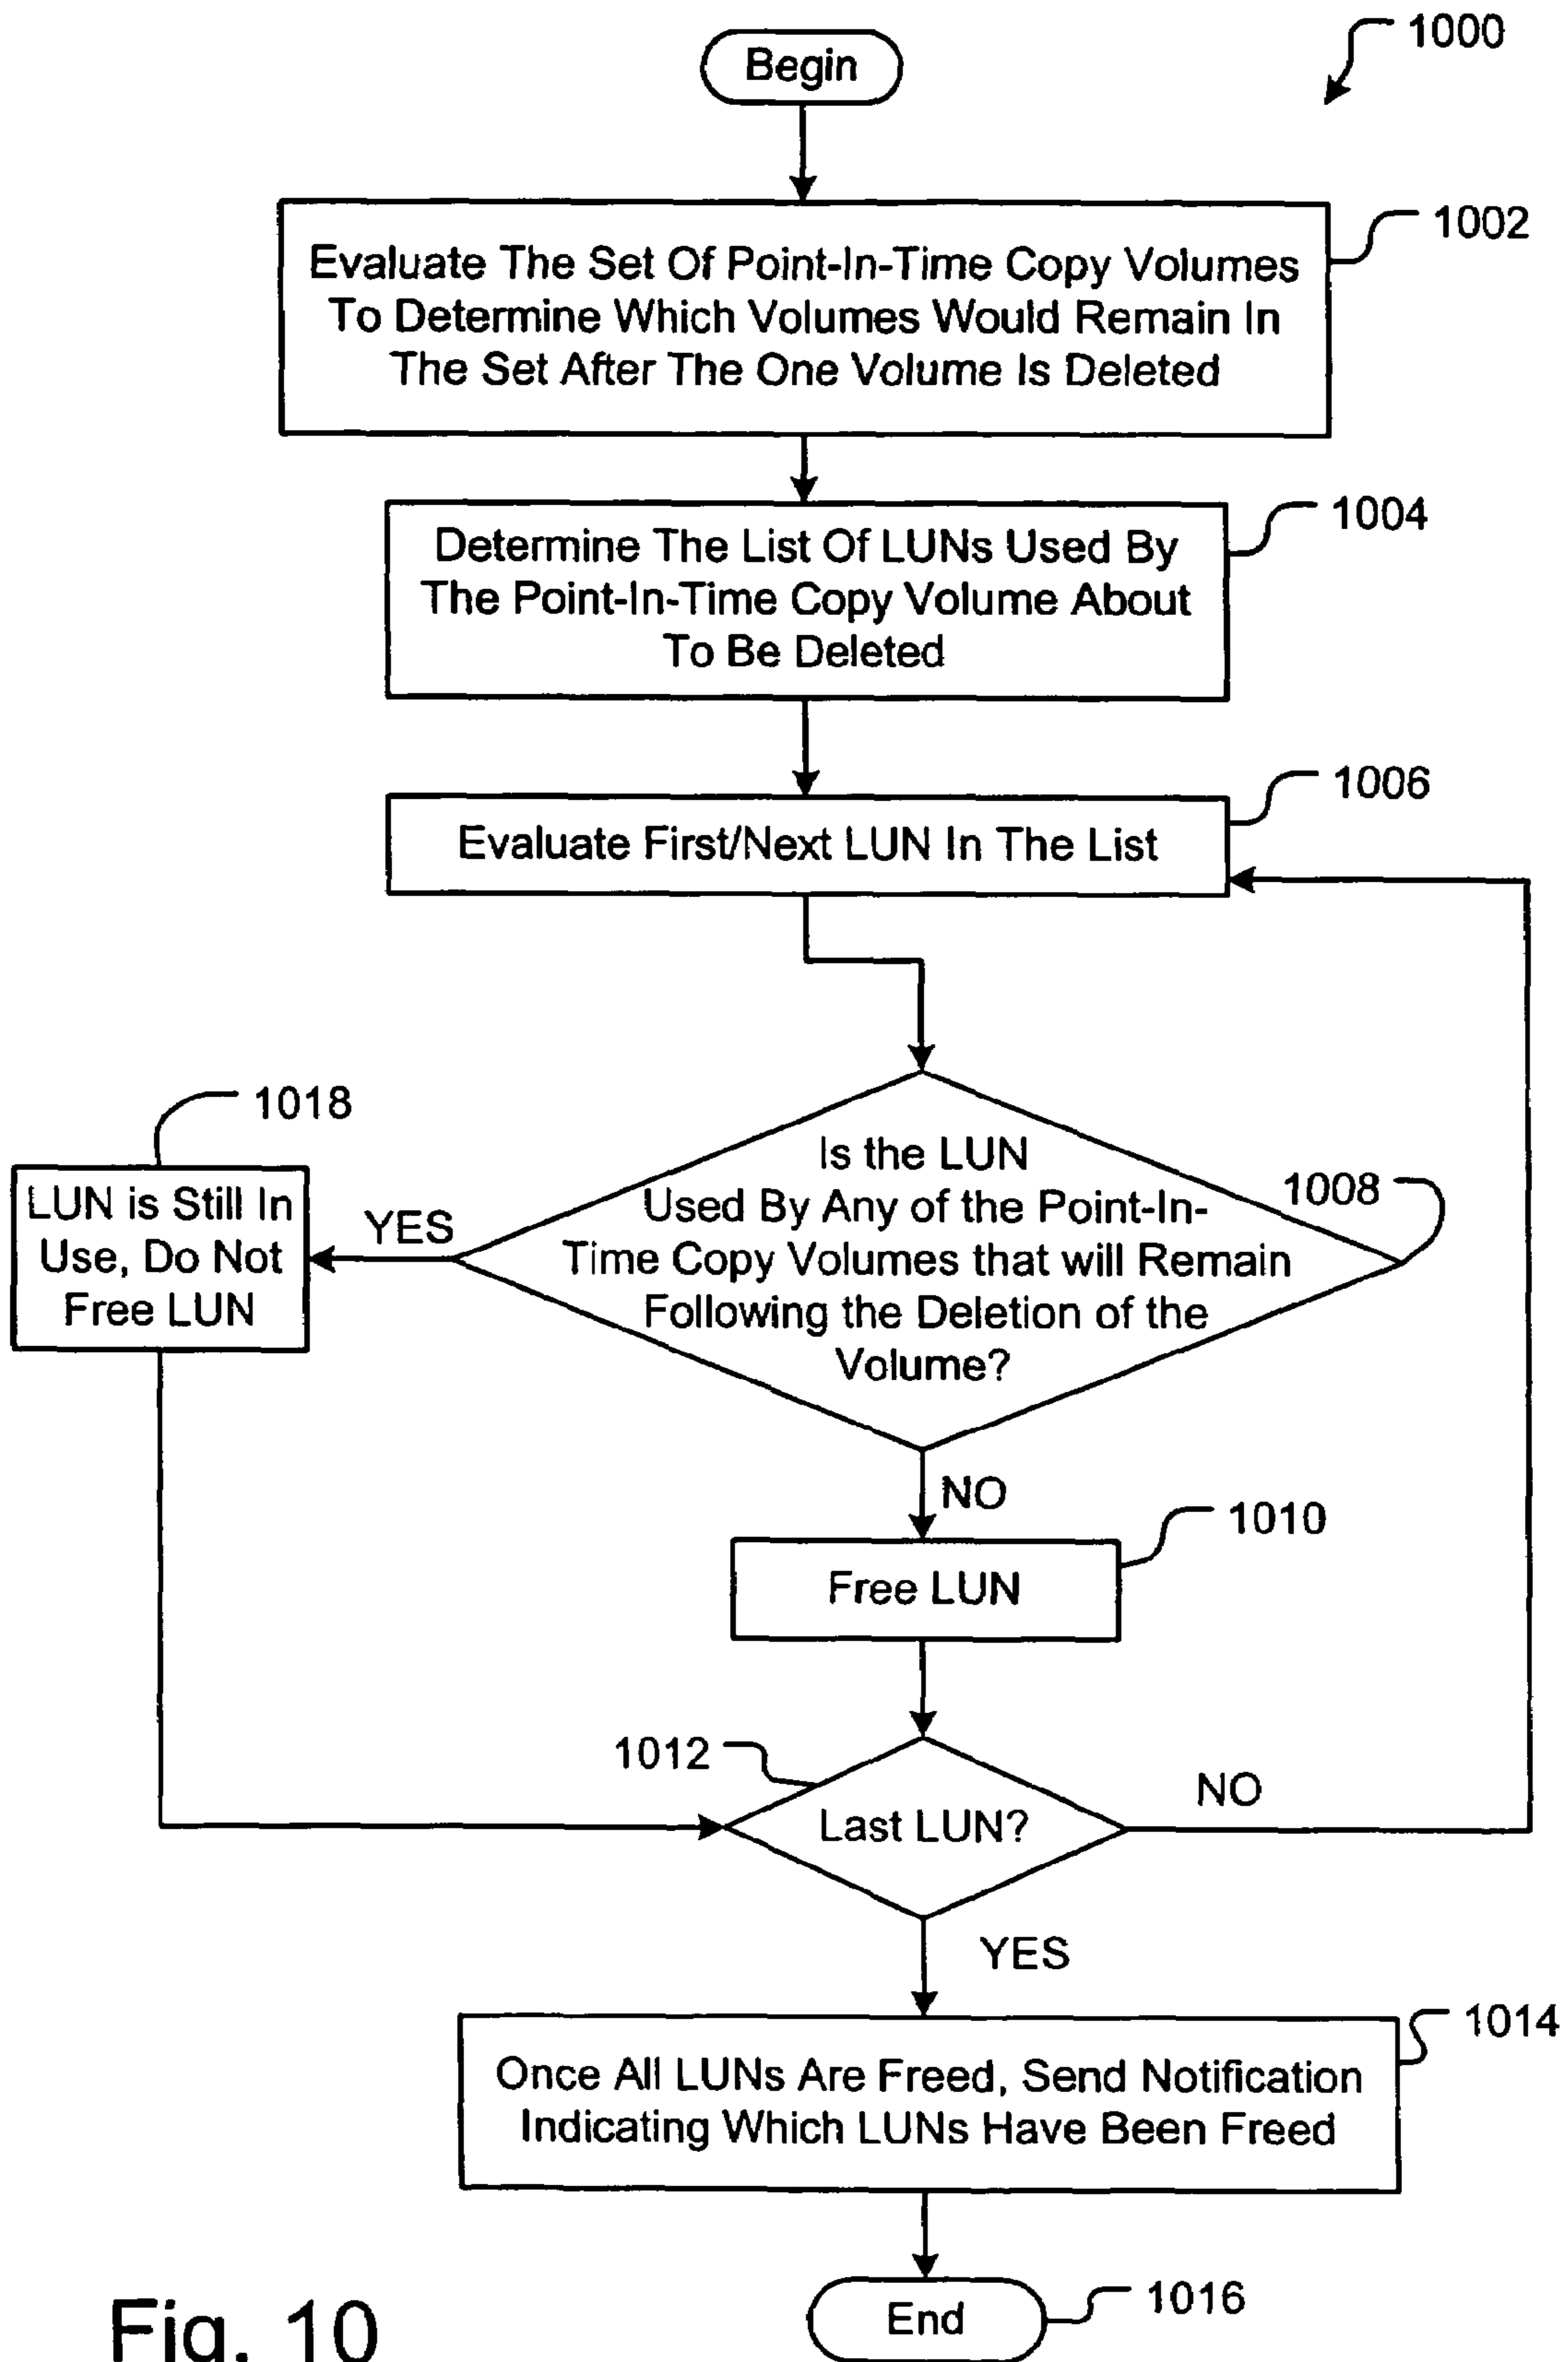 1000
Begin
1002
Evaluate The Set Of Point-In-Time Copy Volumes
To Determine Which Volumes Would Remain In
The Set After The One Volume Is Deleted
1004
Determine The List Of LUNs Used By
The Point-In-Time Copy Volume About
To Be Deleted
1006
Evaluate First/Next LUN In The List
1018
LUN is Still In
Use, Do Not
Free LUN
YES
1008
Is the LUN
Used By Any of the Point-In-
Time Copy Volumes that will Remain
Following the Deletion of the
Volume?
NO
1010
Free LUN
1012
Last LUN?
NO
YES
1014
Once All LUNs Are Freed, Send Notification
Indicating Which LUNs Have Been Freed
End
1016
Fig. 10